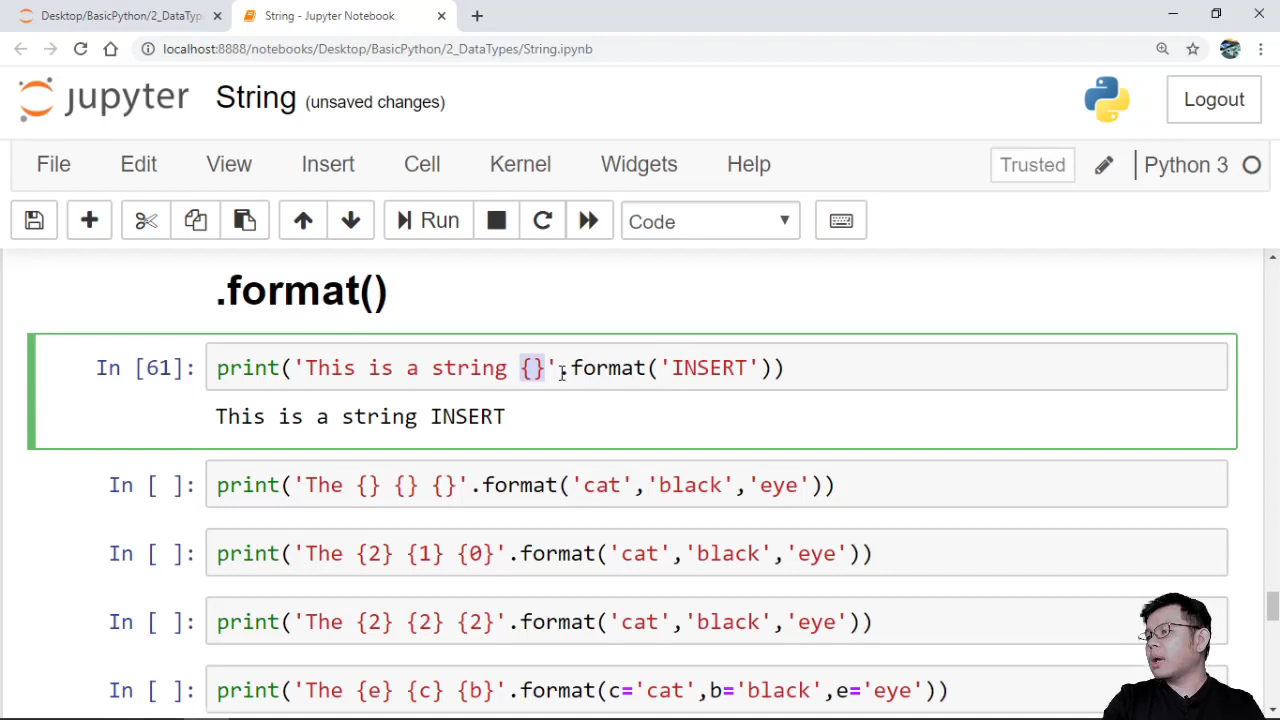 Desktop/BasicPython/2_DataTyp
String - Jupyter Notebook
localhost:8888/notebooks/Desktop/BasicPython/2_DataTypes/String.ipynb
jupyter String (unsaved changes) Logout
File Edit View Insert Cell Kernel Widgets Help Trusted Python 3
Run Code
.format()
In [61]: print('This is a string {}'.format('INSERT'))
This is a string INSERT
In [ ]: print('The {} {} {}'.format('cat','black','eye'))
In [ ]: print('The {2} {1} {0}'.format('cat','black','eye'))
In [ ]: print('The {2} {2} {2}'.format('cat','black','eye'))
In [ ]: print('The {e} {c} {b}'.format(c='cat',b='black',e='eye'))